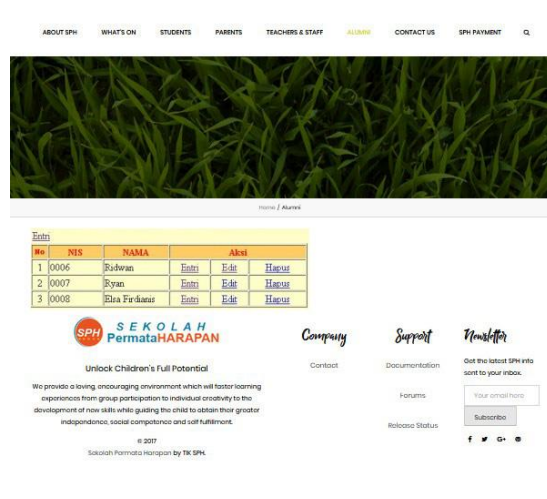 ABOUT SPH WHAT'S ON STUDENTS PARENTS TEACHERS & STAFF ALUMNI CONTACT US SPH PAYMENT
Home / Alumni
Entri
No NIS NAMA Aksi
1 0006 Ridwan Entri Edit Hapus
2 0007 Ryan Entri Edit Hapus
3 0008 Elsa Firdianis Entri Edit Hapus
SPH SEKOLAH
PermataHARAPAN
Unlock Children's Full Potential
We provide a loving, encouraging environment which will foster learning
experiences from group participation to individual creativity to the
development of new skills while guiding the child to obtain their greater
independence, social competence and self fulfillment.
© 2017
Sekolah Permata Harapan by TIK SPH.
Company
Contact
Support
Documentation
Forums
Release Status
Newsletter
Get the latest SPH info
sent to your inbox.
Your email here
Subscribe
G+